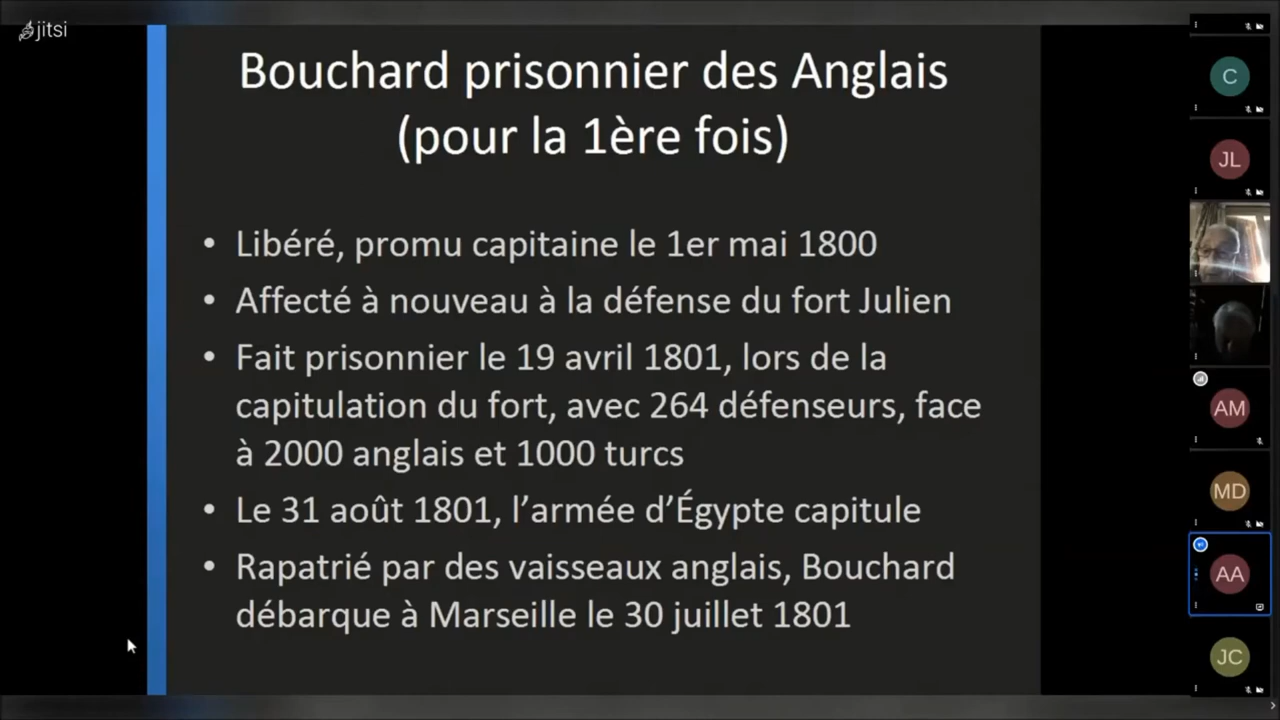 jitsi
Bouchard prisonnier des Anglais
(pour la 1ère fois)
• Libéré, promu capitaine le 1er mai 1800
• Affecté à nouveau à la défense du fort Julien
• Fait prisonnier le 19 avril 1801, lors de la
capitulation du fort, avec 264 défenseurs, face
à 2000 anglais et 1000 turcs
• Le 31 août 1801, l’armée d’Égypte capitule
• Rapatrié par des vaisseaux anglais, Bouchard
débarque à Marseille le 30 juillet 1801
C
JL
AM
MD
AA
JC